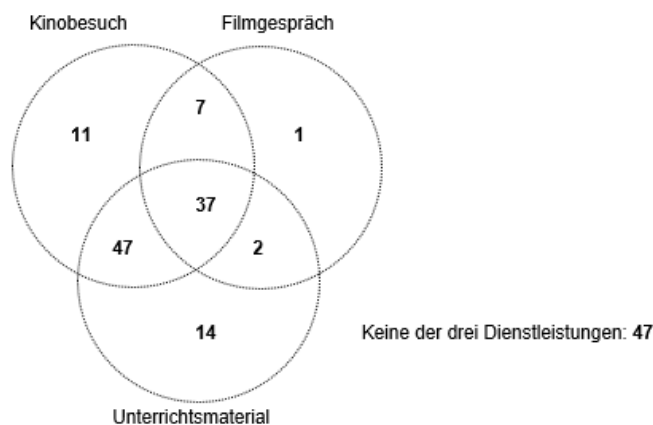 Kinobesuch Filmgespräch
7
11 1
37
47 2
14 Keine der drei Dienstleistungen: 47
Unterrichtsmaterial